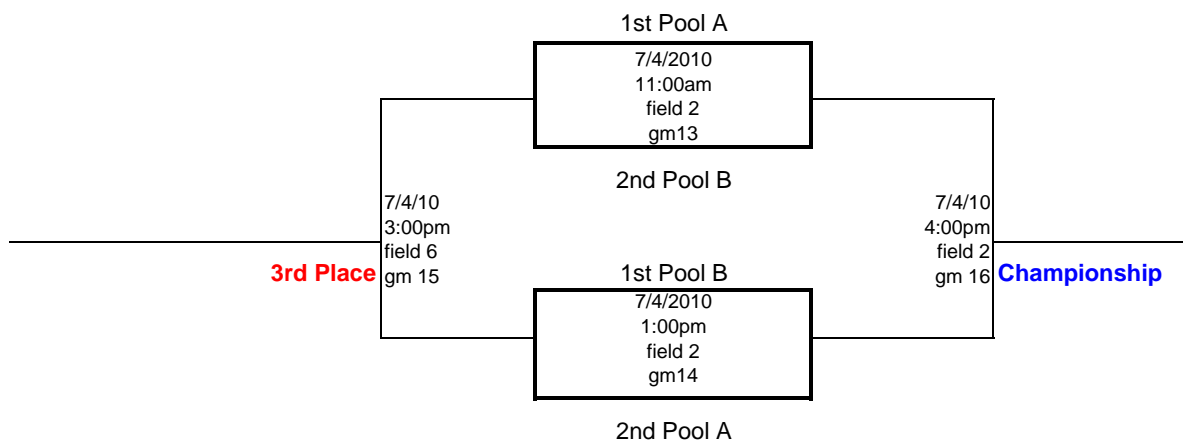 1st Pool A
7/4/2010
11:00am
field 2
gm13
2nd Pool B
7/4/10
3:00pm
field 6
3rd Place gm 15
7/4/10
4:00pm
field 2
gm 16 Championship
1st Pool B
7/4/2010
1:00pm
field 2
gm14
2nd Pool A